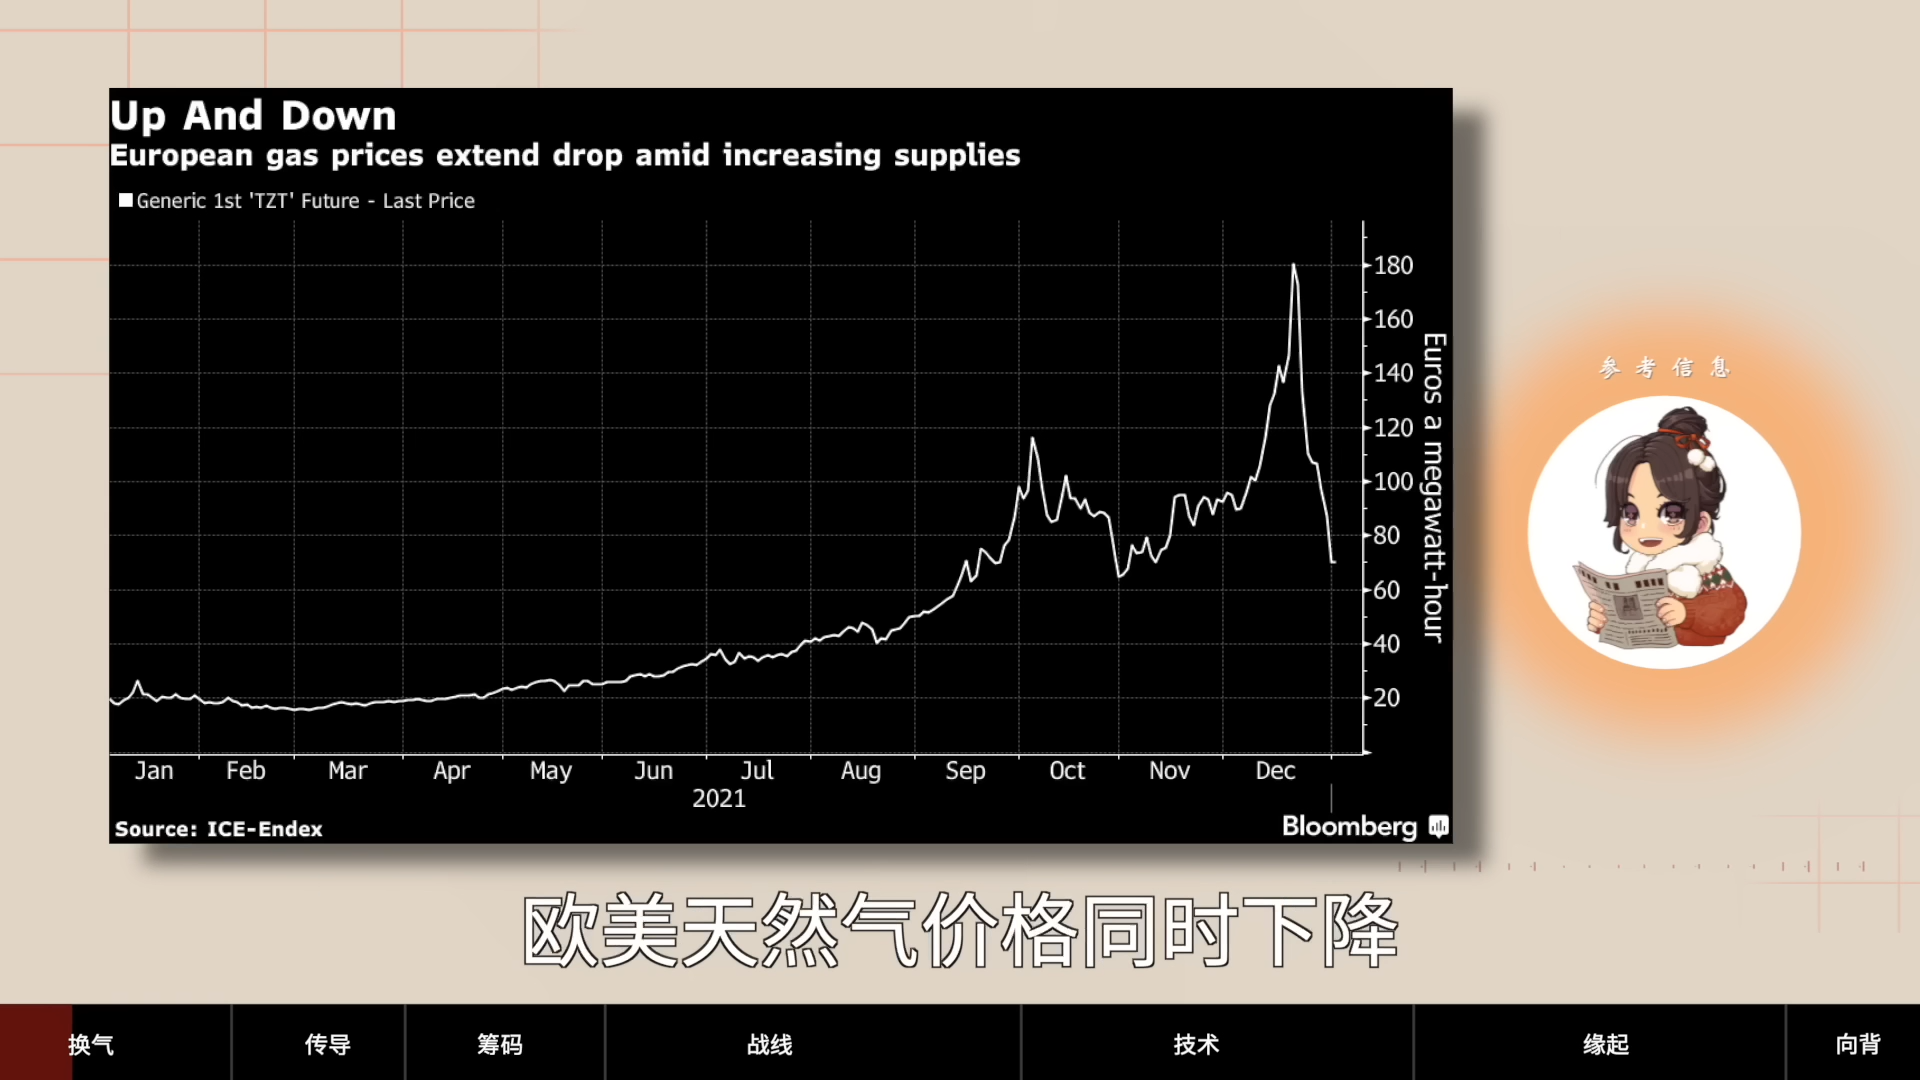 Up And Down
European gas prices extend drop amid increasing supplies
Generic 1st 'TZT' Future - Last Price
180
160
140
120
100
80
60
40
20
Euros a megawatt-hour
Jan Feb Mar Apr May Jun Jul Aug Sep Oct Nov Dec
2021
Source: ICE-Endex
Bloomberg
参考信息
欧美天然气价格同时下降
换气 传导 筹码 战线 技术 缘起 向背